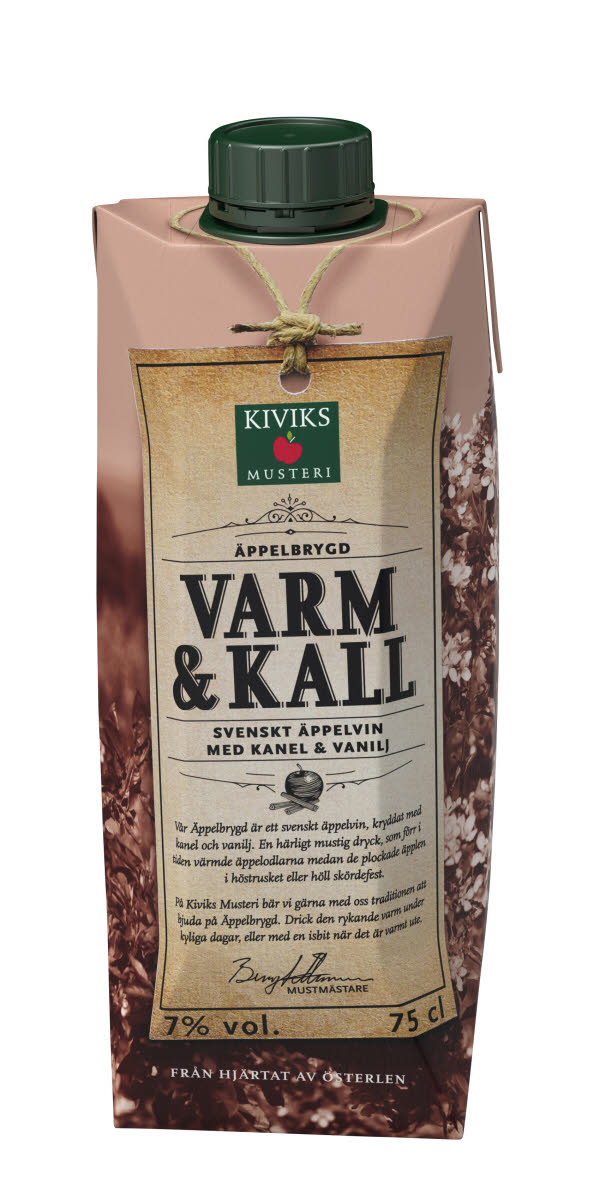 KIVIKS
MUSTERI
ÄPPELBRYGD
VARM
& KALL
SVENSKT ÄPPELVIN
MED KANEL & VANILJ
Vår Äppelbrygd är ett svenskt äppelvin, kryddat med
kanel och vanilj. En härligt mustig dryck, som förr i
tiden värmde äppelodlarna medan de plockade äpplen
i höstrusket eller höll skördefest.
På Kiviks Musteri bär vi gärna med oss traditionen att
bjuda på Äppelbrygd. Drick den rykande varm under
kyliga dagar, eller med en isbit när det är varmt ute.
MUSTMÄSTARE
7% vol.
75 cl
FRÅN HJÄRTAT AV ÖSTERLEN